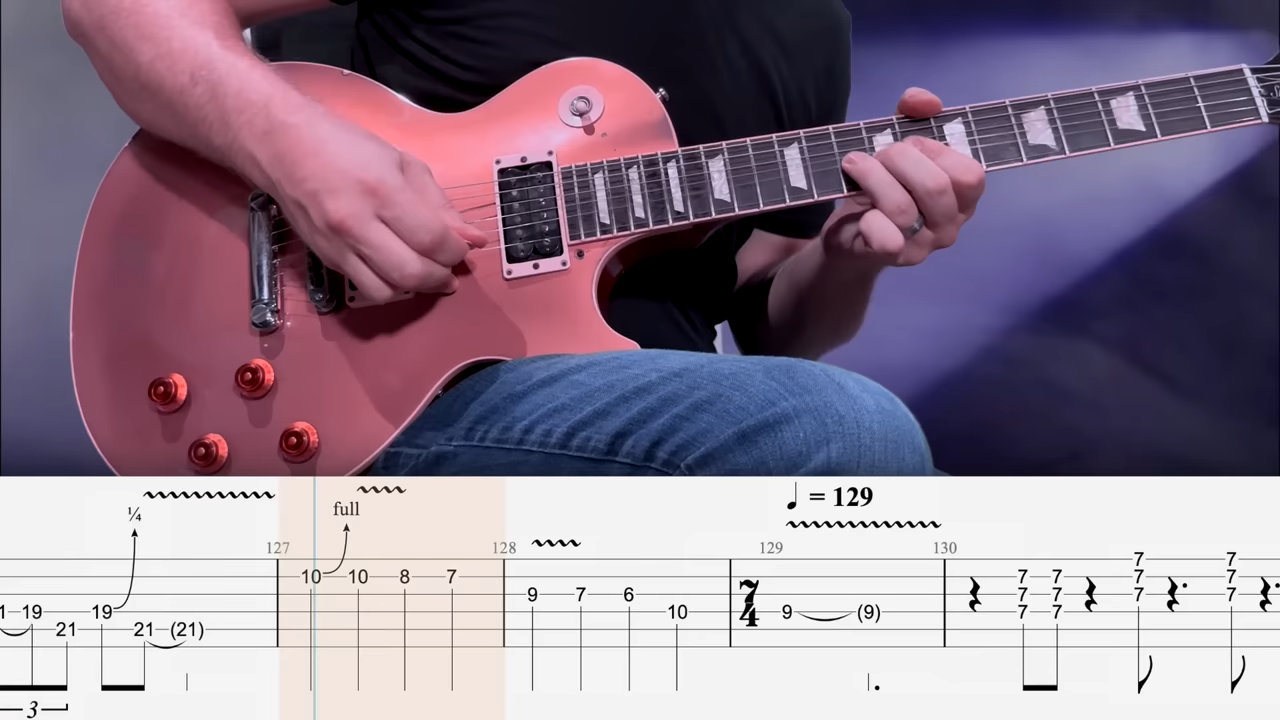 ♩ = 129
¼
full
127
128
129
130
10 10 8 7
7 7
7 7 7 7
9 7 6
7 7 7 7
1 19 19
10
7 4
9 (9)
7 7
21 21 (21)
3